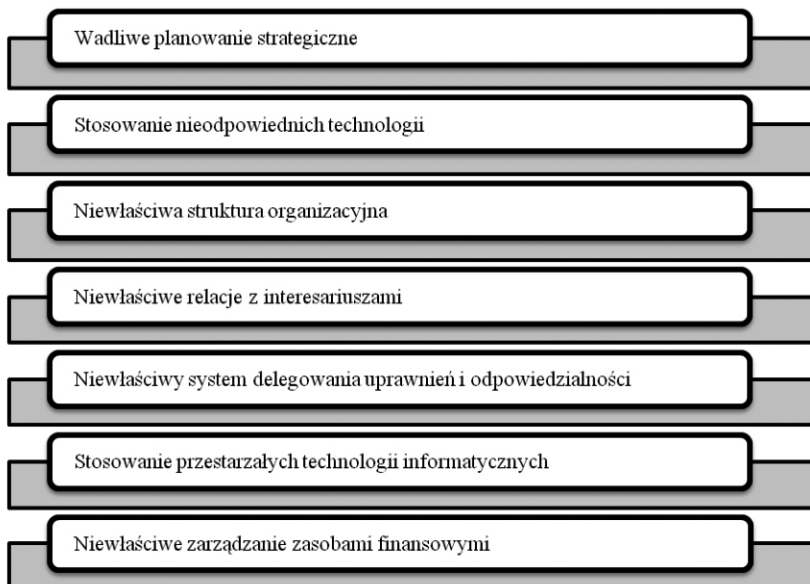 Wadliwe planowanie strategiczne
Stosowanie nieodpowiednich technologii
Niewłaściwa struktura organizacyjna
Niewłaściwe relacje z interesariuszami
Niewłaściwy system delegowania uprawnień i odpowiedzialności
Stosowanie przestarzałych technologii informatycznych
Niewłaściwe zarządzanie zasobami finansowymi